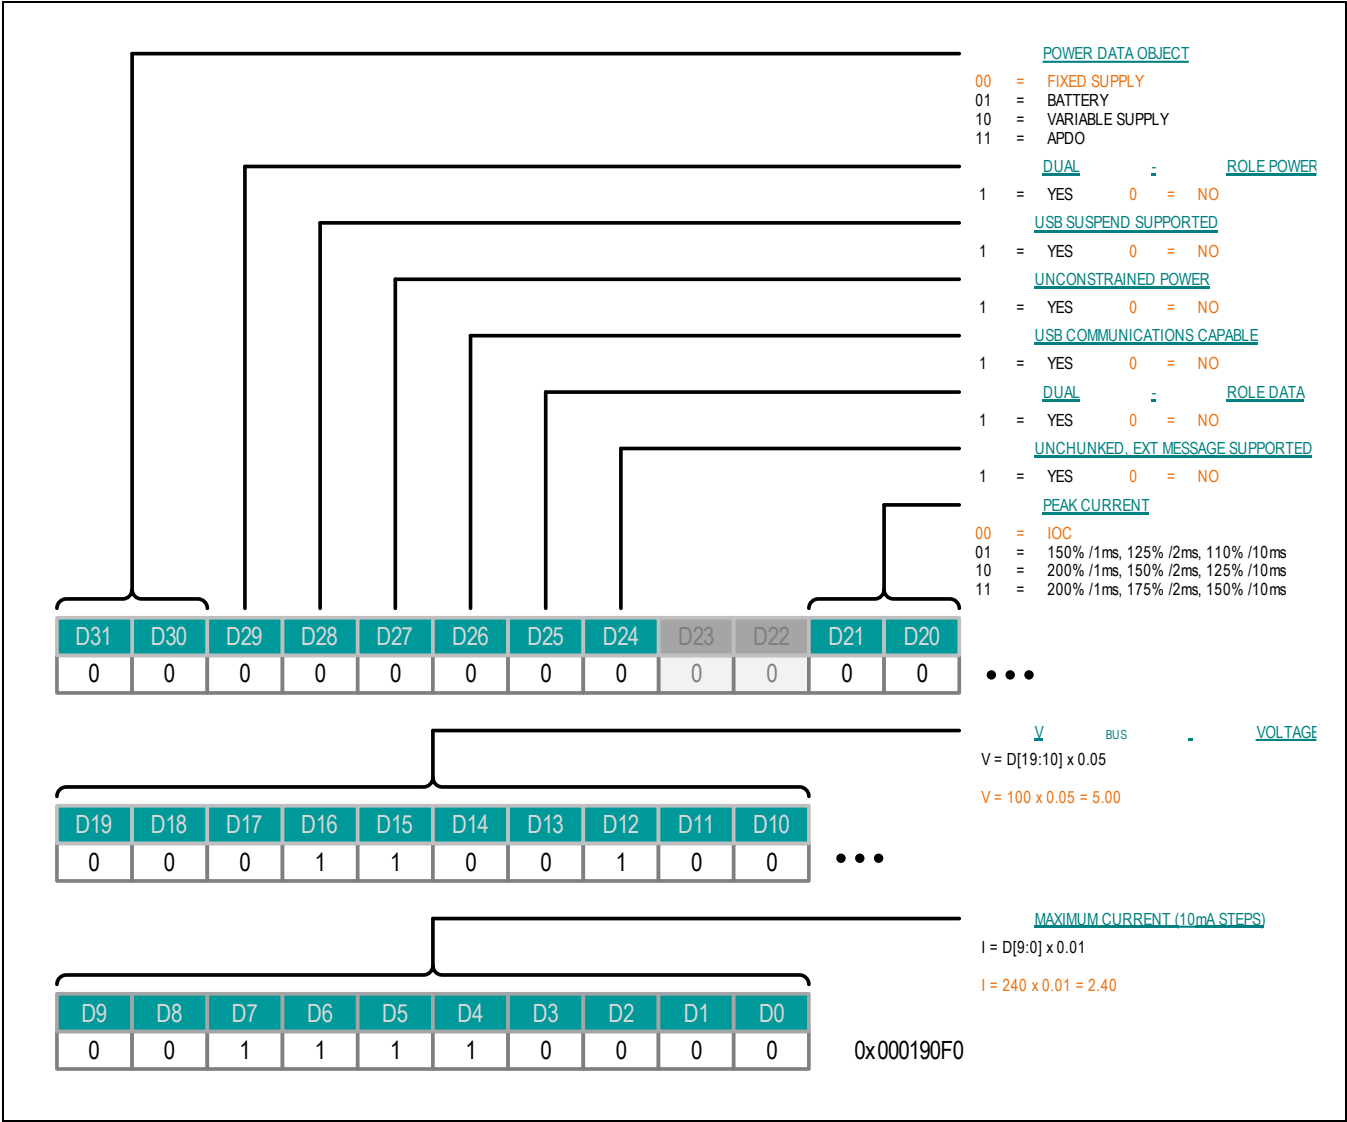 POWER DATA OBJECT
00 = FIXED SUPPLY
01 = BATTERY
10 = VARIABLE SUPPLY
11 = APDO
DUAL - ROLE POWER
1 = YES 0 = NO
USB SUSPEND SUPPORTED
1 = YES 0 = NO
UNCONSTRAINED POWER
1 = YES 0 = NO
USB COMMUNICATIONS CAPABLE
1 = YES 0 = NO
DUAL - ROLE DATA
1 = YES 0 = NO
UNCHUNKED, EXT MESSAGE SUPPORTED
1 = YES 0 = NO
PEAK CURRENT
00 = IOC
01 = 150% /1ms, 125% /2ms, 110% /10ms
10 = 200% /1ms, 150% /2ms, 125% /10ms
11 = 200% /1ms, 175% /2ms, 150% /10ms
D31 D30 D29 D28 D27 D26 D25 D24 D23 D22 D21 D20
0 0 0 0 0 0 0 0 0 0 0 0 •••
V BUS - VOLTAGE
V = D[19:10] x 0.05
V = 100 x 0.05 = 5.00
D19 D18 D17 D16 D15 D14 D13 D12 D11 D10
0 0 0 1 1 0 0 1 0 0 •••
MAXIMUM CURRENT (10mA STEPS)
I = D[9:0] x 0.01
I = 240 x 0.01 = 2.40
D9 D8 D7 D6 D5 D4 D3 D2 D1 D0
0 0 1 1 1 1 0 0 0 0 0x000190F0